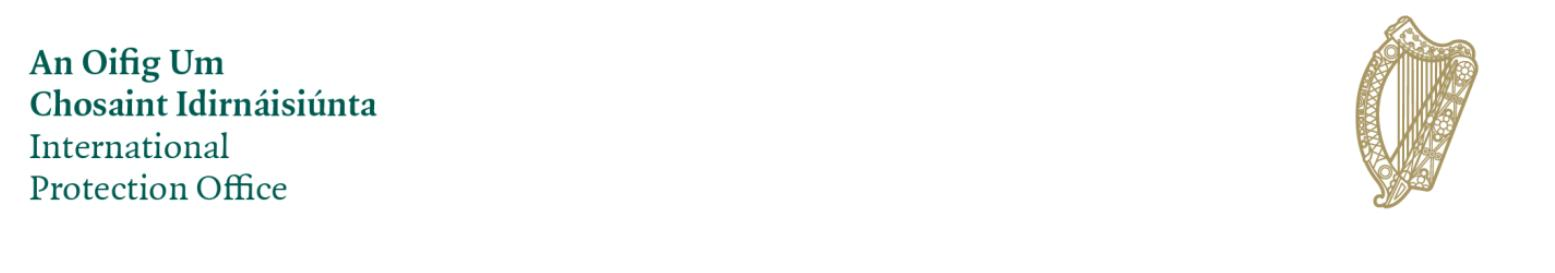 An Oifig Um
Chosaint Idirnáisiúnta
International
Protection Office